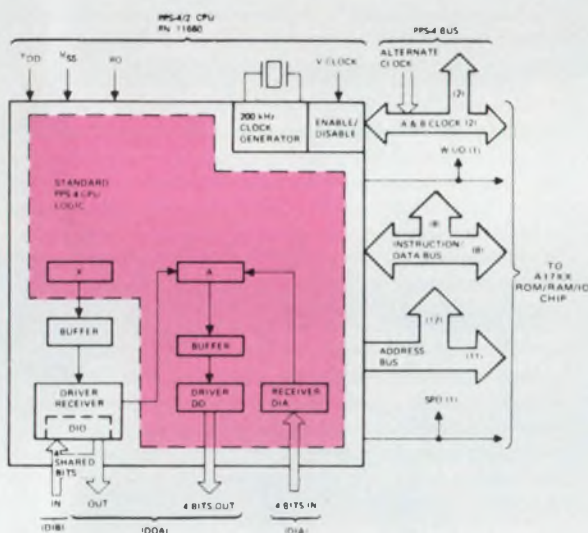 PPS-4/2 CPU
PN 11660
PPS-4 BUS
ALTERNATE
CLOCK
VDD
VSS
PO
V CLOCK
200 kHz
CLOCK
GENERATOR
ENABLE/
DISABLE
(2)
A & B CLOCK (2)
W I/O (1)
STANDARD
PPS-4 CPU
LOGIC
(8)
INSTRUCTION/
DATA BUS
(8)
TO
A17XX
ROM/RAM/IO
CHIP
X
A
BUFFER
BUFFER
(12)
ADDRESS
BUS
(11)
DRIVER
RECEIVER
DIO
DRIVER
DO
RECEIVER
DIA
SPO (1)
SHARED
BITS
IN
OUT
4 BITS OUT
4 BITS IN
(DIB)
(DOA)
(DIA)